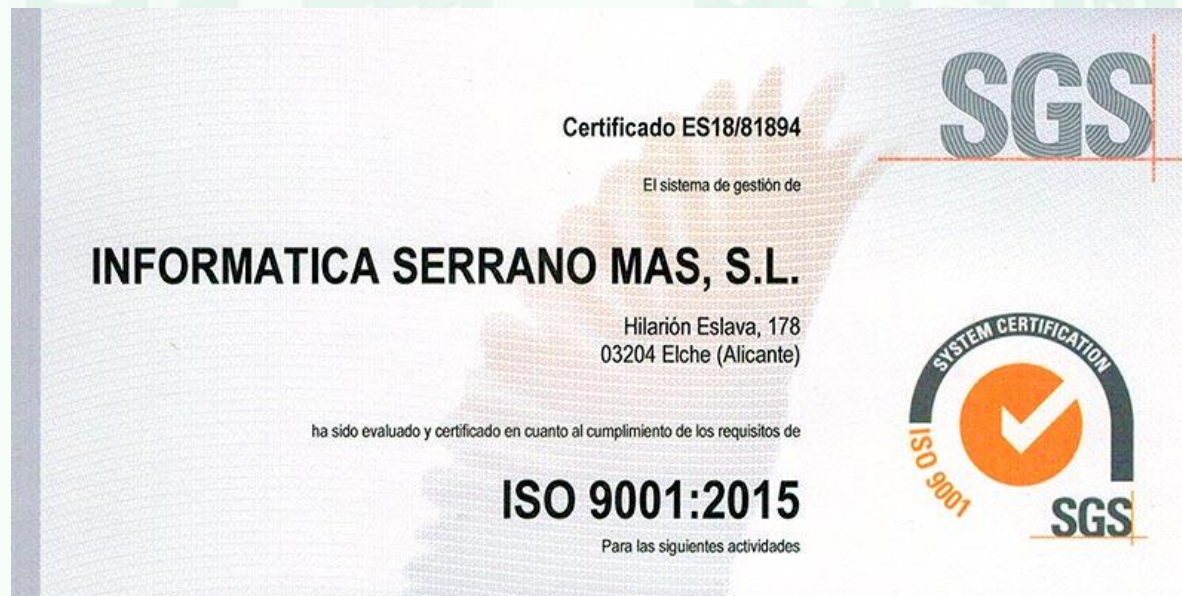 SGS
Certificado ES18/81894
El sistema de gestión de
INFORMATICA SERRANO MAS, S.L.
Hilarión Eslava, 178
03204 Elche (Alicante)
ha sido evaluado y certificado en cuanto al cumplimiento de los requisitos de
ISO 9001:2015
Para las siguientes actividades
SYSTEM CERTIFICATION
ISO 9001
SGS